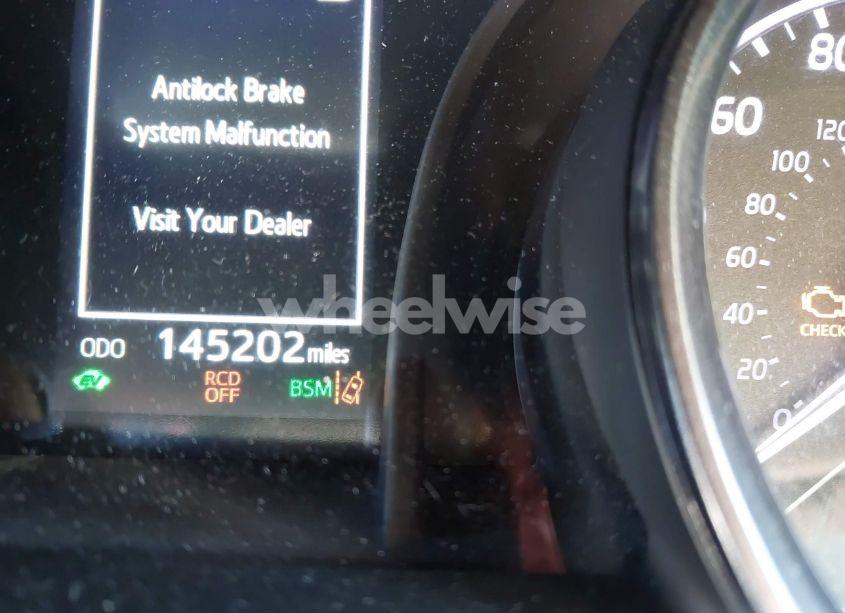 Antilock Brake
System Malfunction
Visit Your Dealer
ODO 145202 miles
EV
RCD
OFF
BSM
80
60
120
100
80
60
40
20
0
CHECK
wheelwise